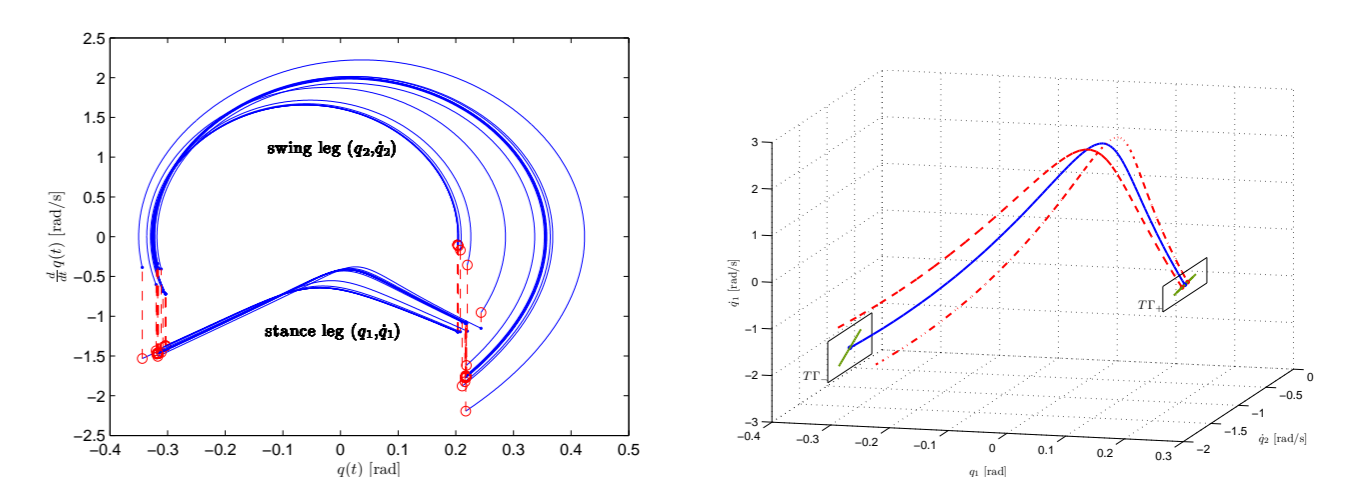 2.5
2
1.5
1
0.5
0
−0.5
−1
−1.5
−2
−2.5
−0.4 −0.3 −0.2 −0.1 0 0.1 0.2 0.3 0.4 0.5
d/dt q(t) [rad/s]
q(t) [rad]
swing leg (q₂,q̇₂)
stance leg (q₁,q̇₁)
3
2
1
0
−1
−2
−3
q̇₁ [rad/s]
−0.4 −0.3 −0.2 −0.1 0 0.1 0.2 0.3
q₁ [rad]
0
−0.5
−1
−1.5
−2
q̇₂ [rad/s]
TΓ₊
TΓ₋